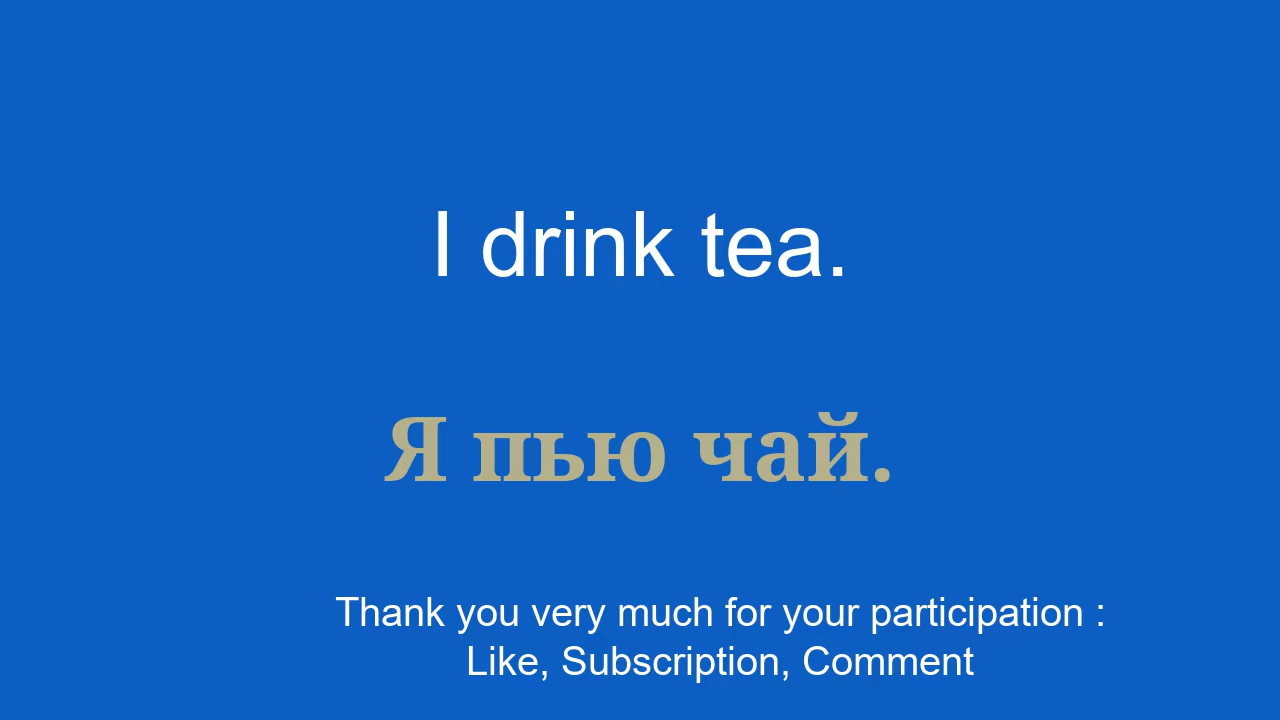 I drink tea.
Я пью чай.
Thank you very much for your participation :
Like, Subscription, Comment